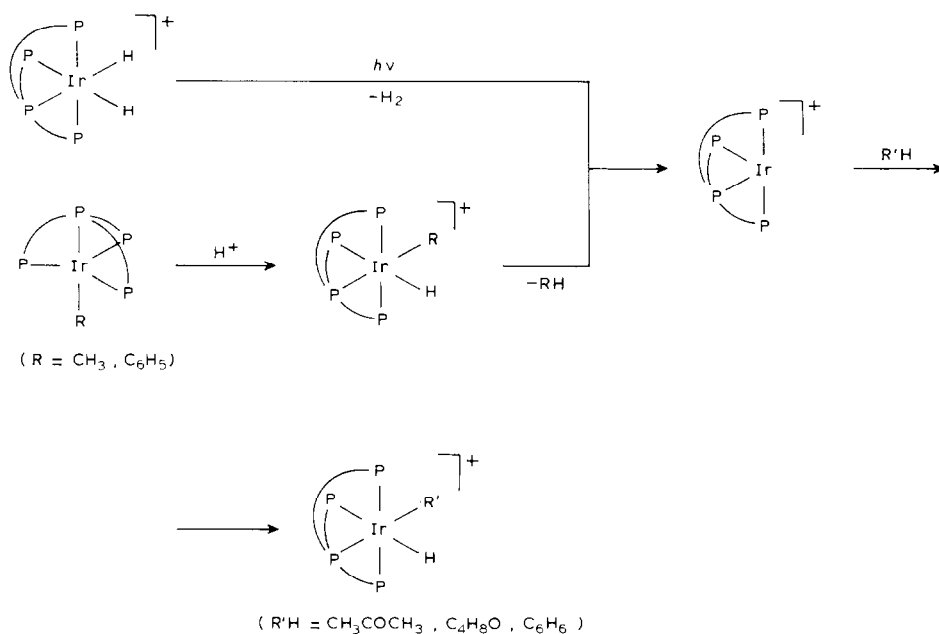 P P Ir H H P P ]+
hν
−H₂
P P Ir P P ]+
R'H
P P P P Ir R
H⁺
P P Ir R H P P ]+
−RH
( R = CH₃ , C₆H₅)
P P Ir R' H P P ]+
( R'H = CH₃COCH₃ , C₄H₈O , C₆H₆ )